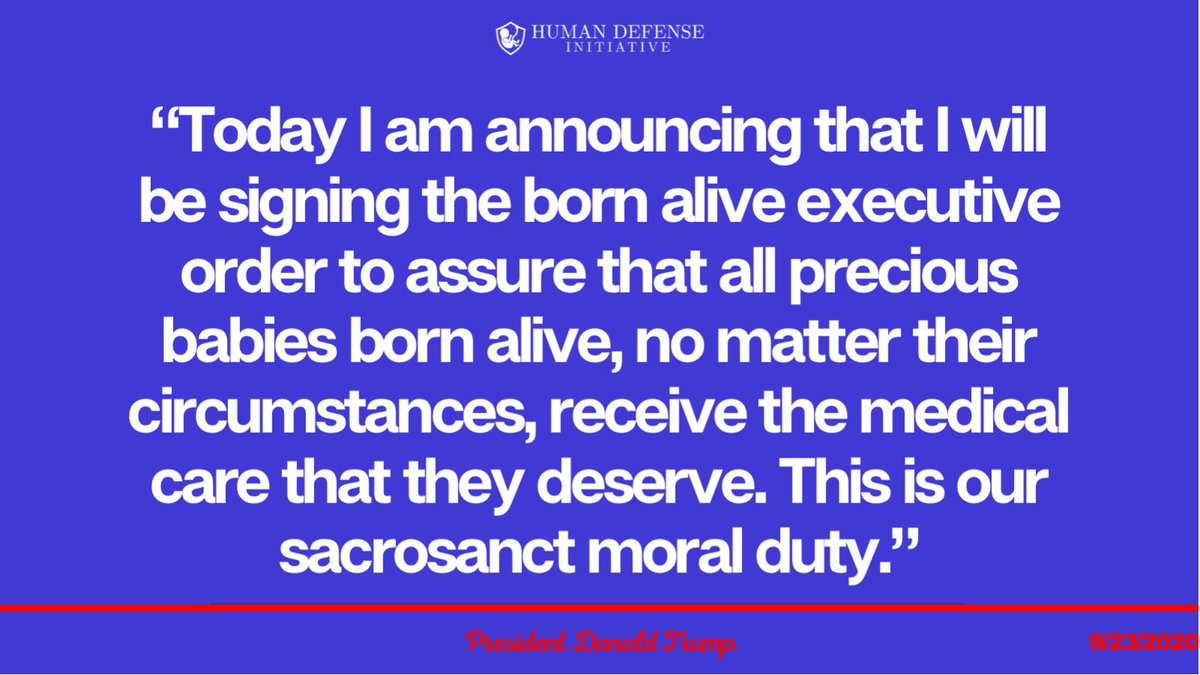 HUMAN DEFENSE
INITIATIVE
“Today I am announcing that I will
be signing the born alive executive
order to assure that all precious
babies born alive, no matter their
circumstances, receive the medical
care that they deserve. This is our
sacrosanct moral duty.”
President Donald Trump
9/23/2020